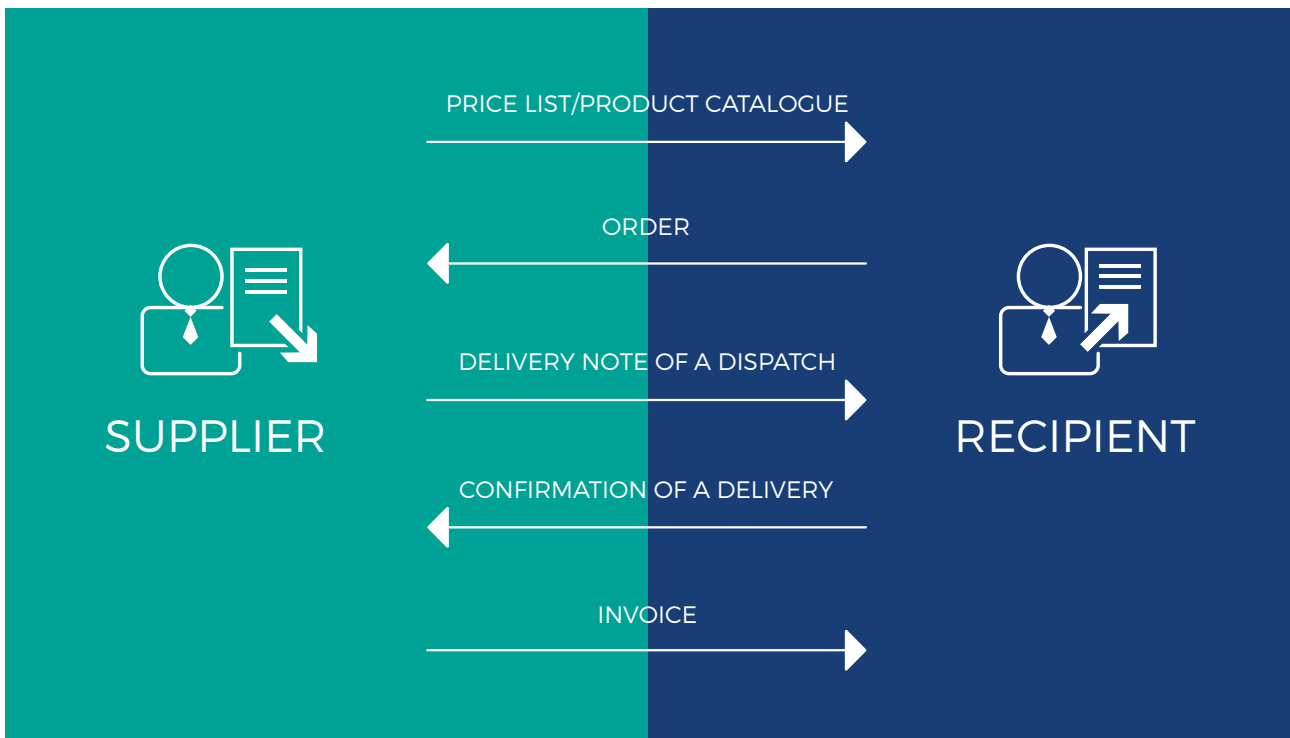 PRICE LIST/PRODUCT CATALOGUE
ORDER
DELIVERY NOTE OF A DISPATCH
SUPPLIER
RECIPIENT
CONFIRMATION OF A DELIVERY
INVOICE